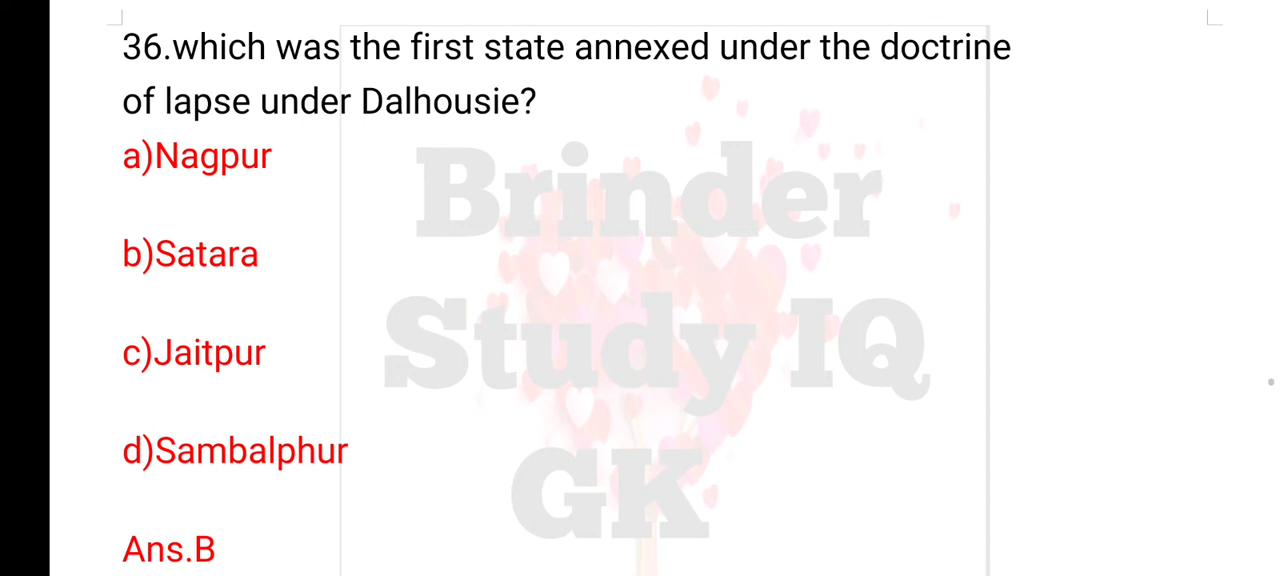 36.which was the first state annexed under the doctrine
of lapse under Dalhousie?
a)Nagpur
b)Satara
c)Jaitpur
d)Sambalphur
Ans.B
Brinder
Study IQ
GK